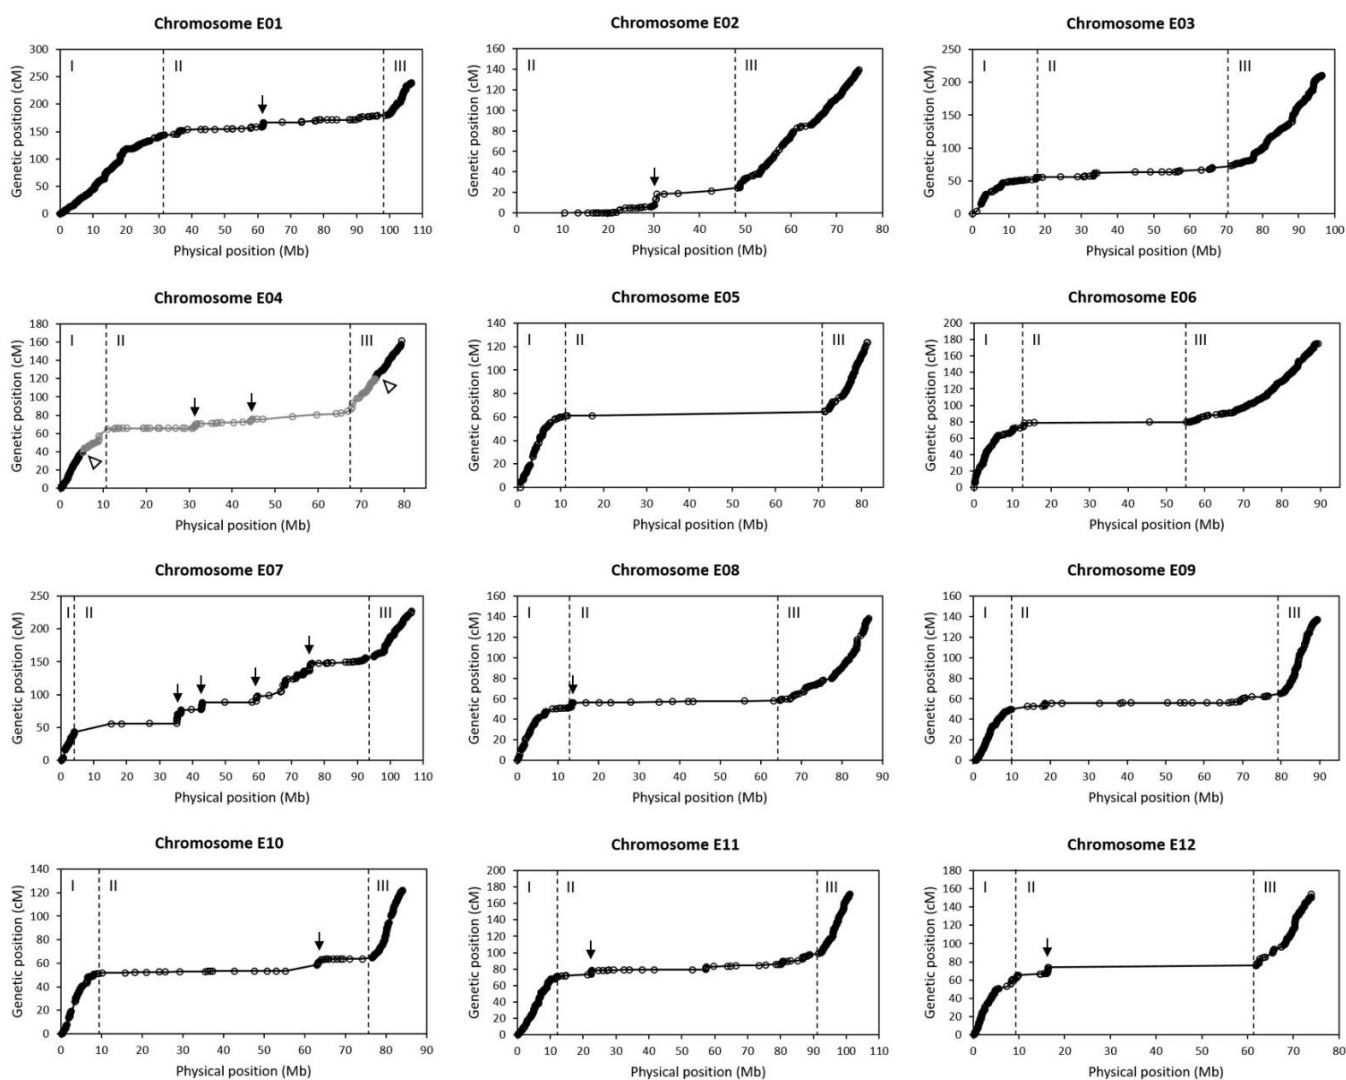 Chromosome E01
Genetic position (cM)
300
250
200
150
100
50
0
I II III
0 10 20 30 40 50 60 70 80 90 100 110
Physical position (Mb)
Chromosome E02
Genetic position (cM)
160
140
120
100
80
60
40
20
0
II III
0 10 20 30 40 50 60 70 80
Physical position (Mb)
Chromosome E03
Genetic position (cM)
250
200
150
100
50
0
I II III
0 10 20 30 40 50 60 70 80 90 100
Physical position (Mb)
Chromosome E04
Genetic position (cM)
180
160
140
120
100
80
60
40
20
0
I II III
0 10 20 30 40 50 60 70 80
Physical position (Mb)
Chromosome E05
Genetic position (cM)
140
120
100
80
60
40
20
0
I II III
0 10 20 30 40 50 60 70 80
Physical position (Mb)
Chromosome E06
Genetic position (cM)
200
180
160
140
120
100
80
60
40
20
0
I II III
0 10 20 30 40 50 60 70 80 90
Physical position (Mb)
Chromosome E07
Genetic position (cM)
250
200
150
100
50
0
I II III
0 10 20 30 40 50 60 70 80 90 100 110
Physical position (Mb)
Chromosome E08
Genetic position (cM)
160
140
120
100
80
60
40
20
0
I II III
0 10 20 30 40 50 60 70 80 90
Physical position (Mb)
Chromosome E09
Genetic position (cM)
160
140
120
100
80
60
40
20
0
I II III
0 10 20 30 40 50 60 70 80 90
Physical position (Mb)
Chromosome E10
Genetic position (cM)
140
120
100
80
60
40
20
0
I II III
0 10 20 30 40 50 60 70 80 90
Physical position (Mb)
Chromosome E11
Genetic position (cM)
200
180
160
140
120
100
80
60
40
20
0
I II III
0 10 20 30 40 50 60 70 80 90 100 110
Physical position (Mb)
Chromosome E12
Genetic position (cM)
180
160
140
120
100
80
60
40
20
0
I II III
0 10 20 30 40 50 60 70 80
Physical position (Mb)